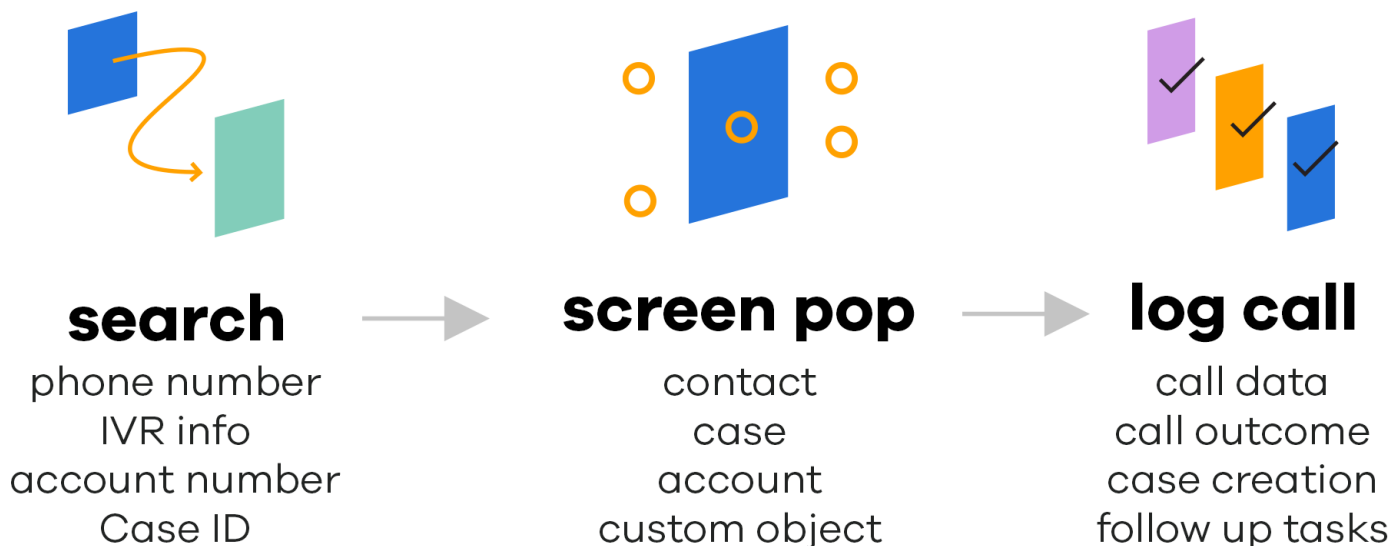 search
phone number
IVR info
account number
Case ID
screen pop
contact
case
account
custom object
log call
call data
call outcome
case creation
follow up tasks